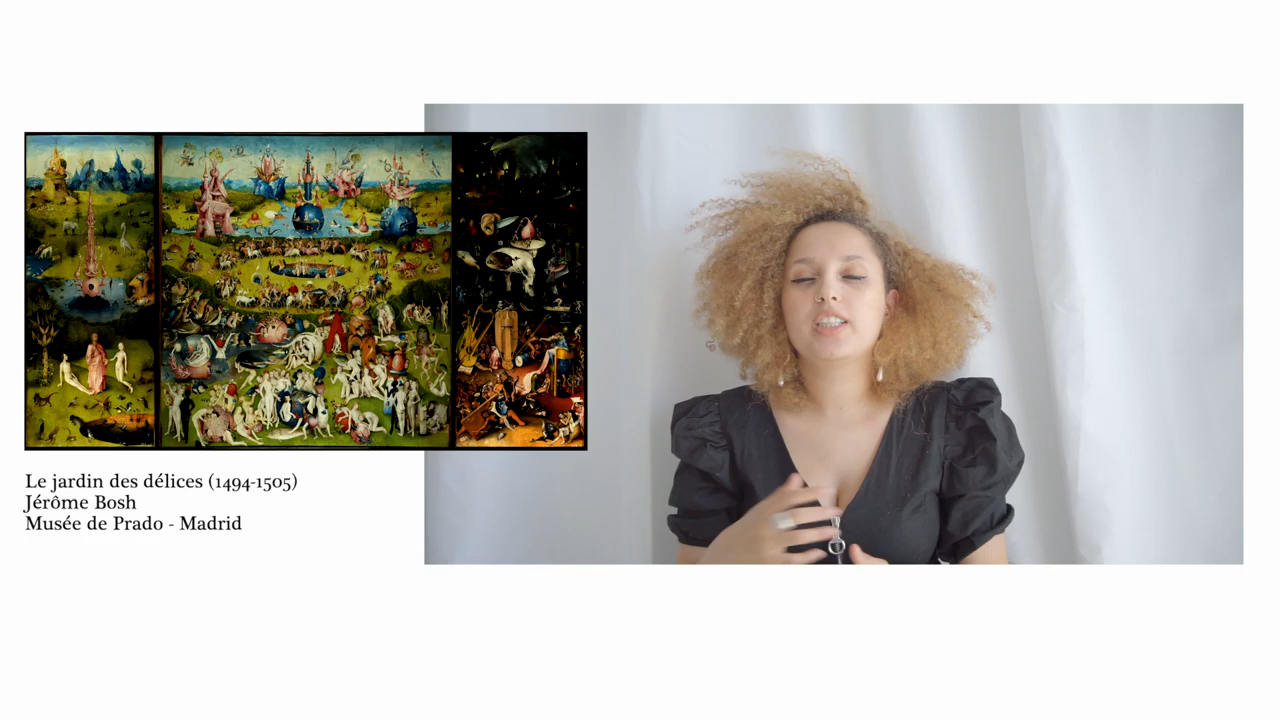 Le jardin des délices (1494-1505)
Jérôme Bosh
Musée de Prado - Madrid